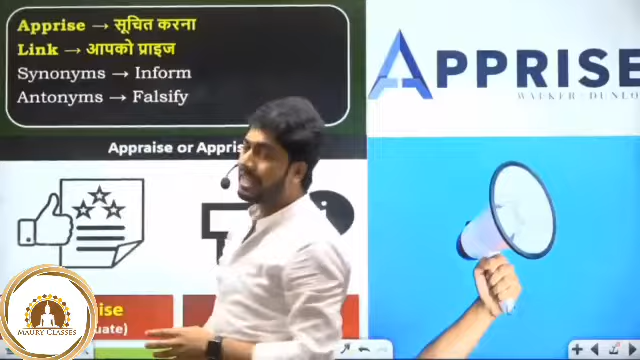 Apprise → सूचित करना
Link → आपको प्राइज
Synonyms → Inform
Antonyms → Falsify
APPRISE
WALKER DUNLO
Appraise or Appris
MAURY CLASSES